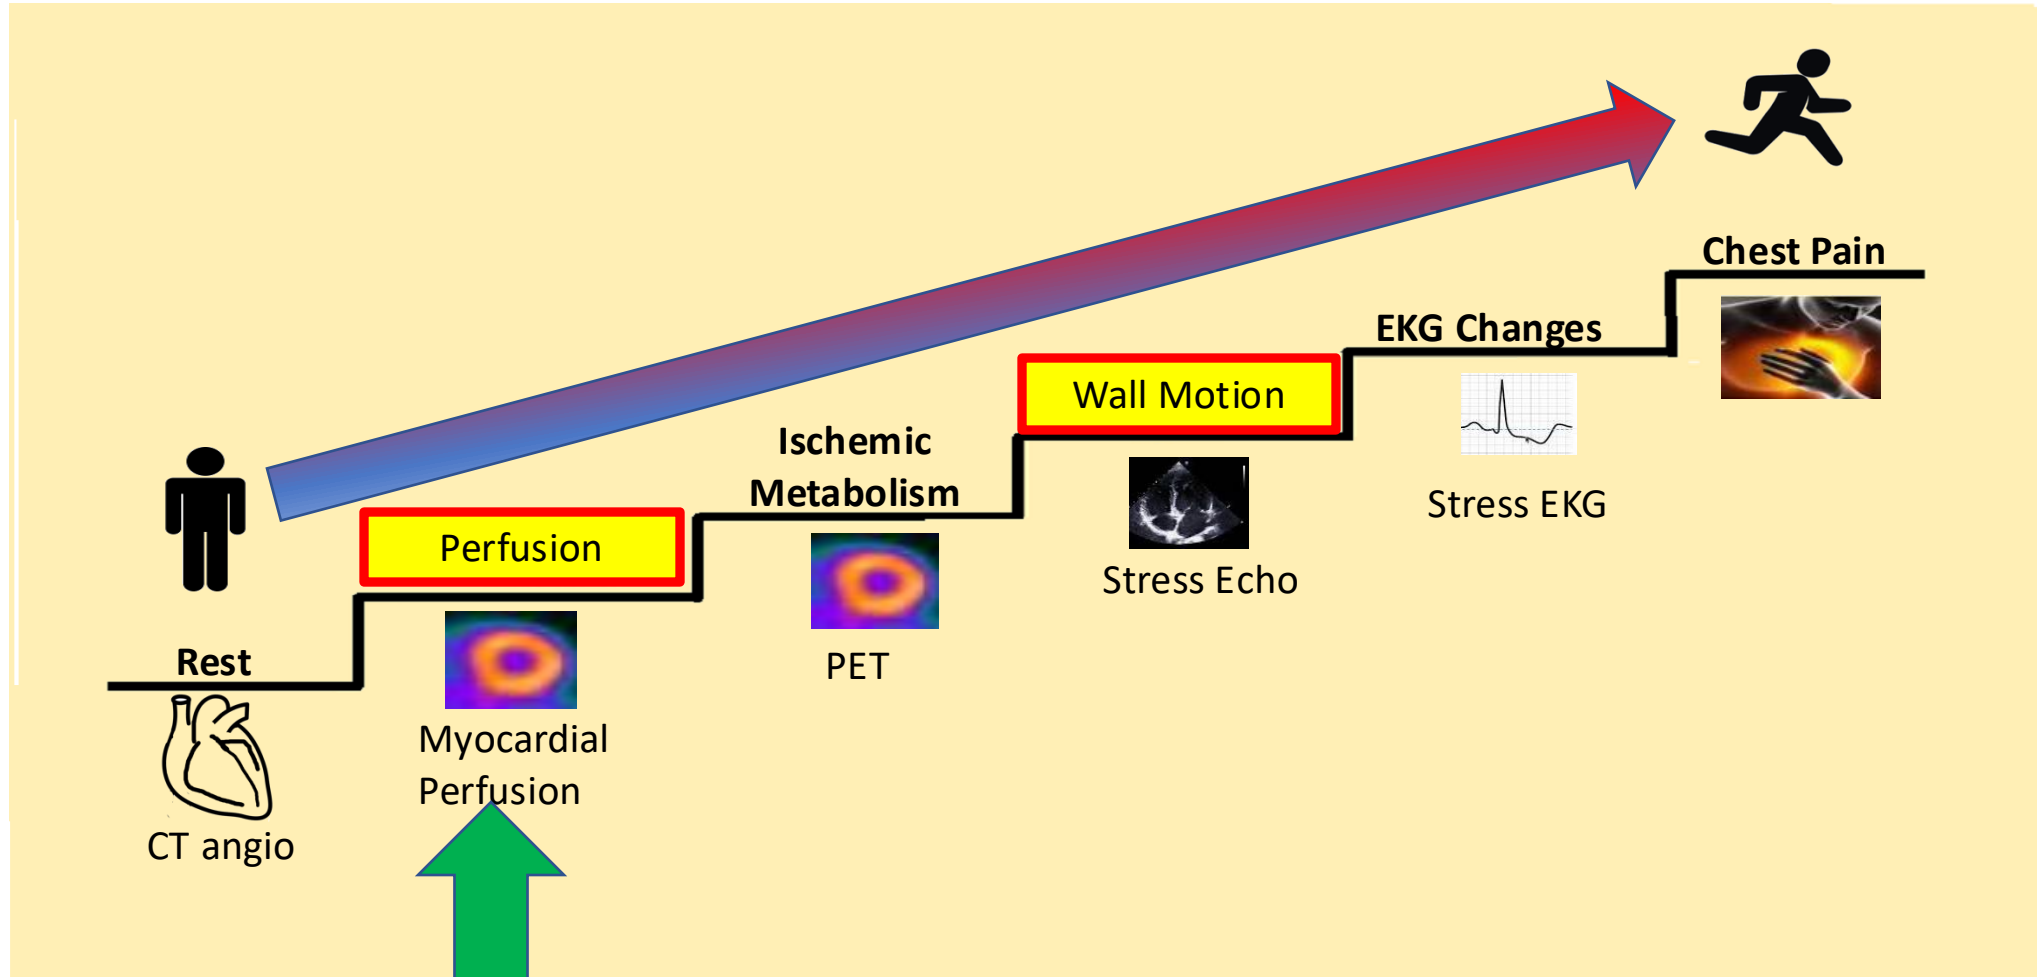 Chest Pain
EKG Changes
Wall Motion
Ischemic
Metabolism
Stress EKG
Perfusion
Stress Echo
Rest
PET
Myocardial
Perfusion
CT angio